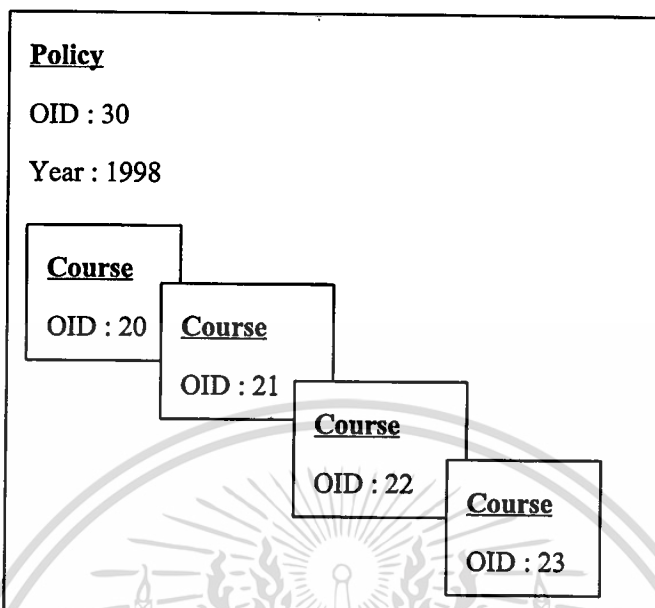 Policy
OID : 30
Year : 1998
Course
OID : 20
Course
OID : 21
Course
OID : 22
Course
OID : 23